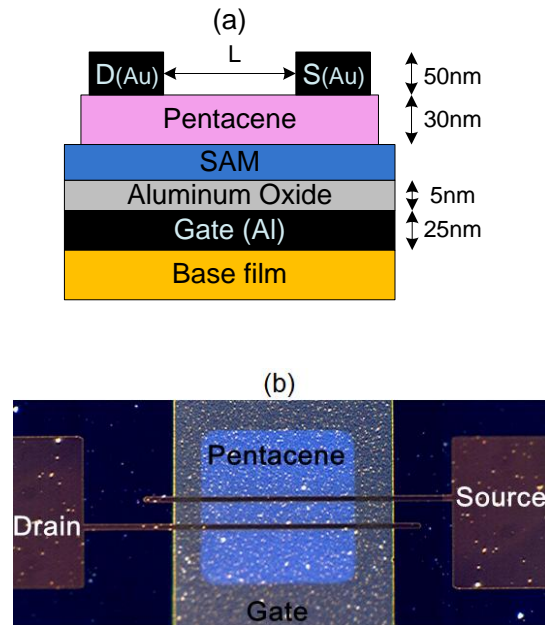 (a)
D(Au) L S(Au) 50nm
Pentacene 30nm
SAM
Aluminum Oxide 5nm
Gate (Al) 25nm
Base film
(b)
Pentacene
Source
Drain
Gate